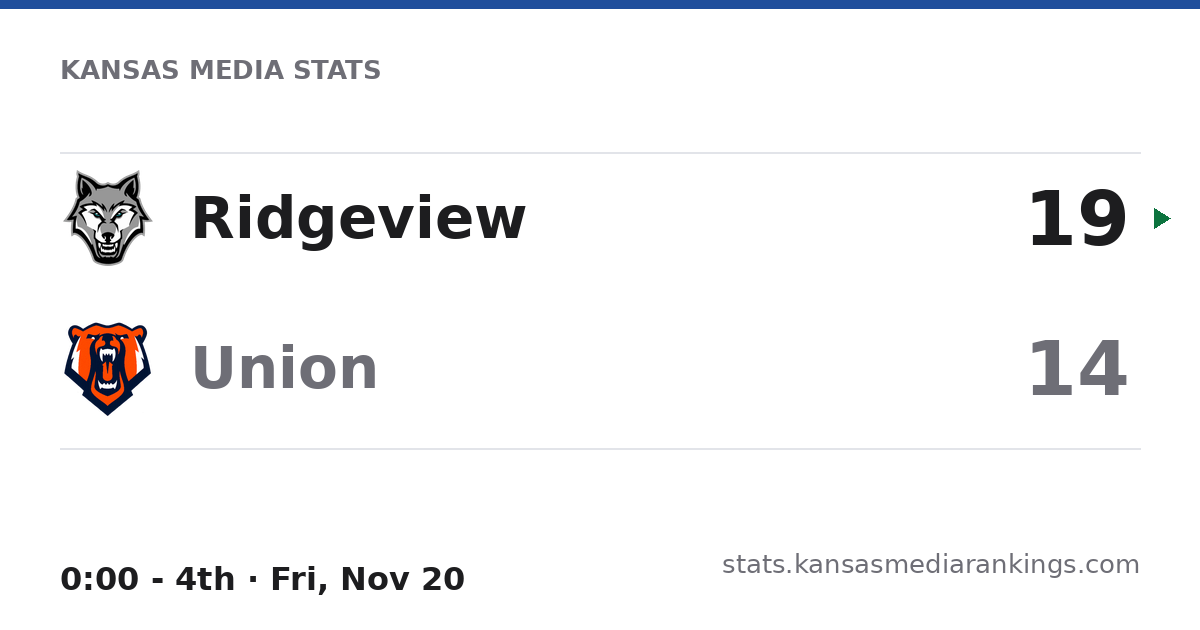 KANSAS MEDIA STATS
Ridgeview 19
Union 14
0:00 - 4th · Fri, Nov 20
stats.kansasmediarankings.com